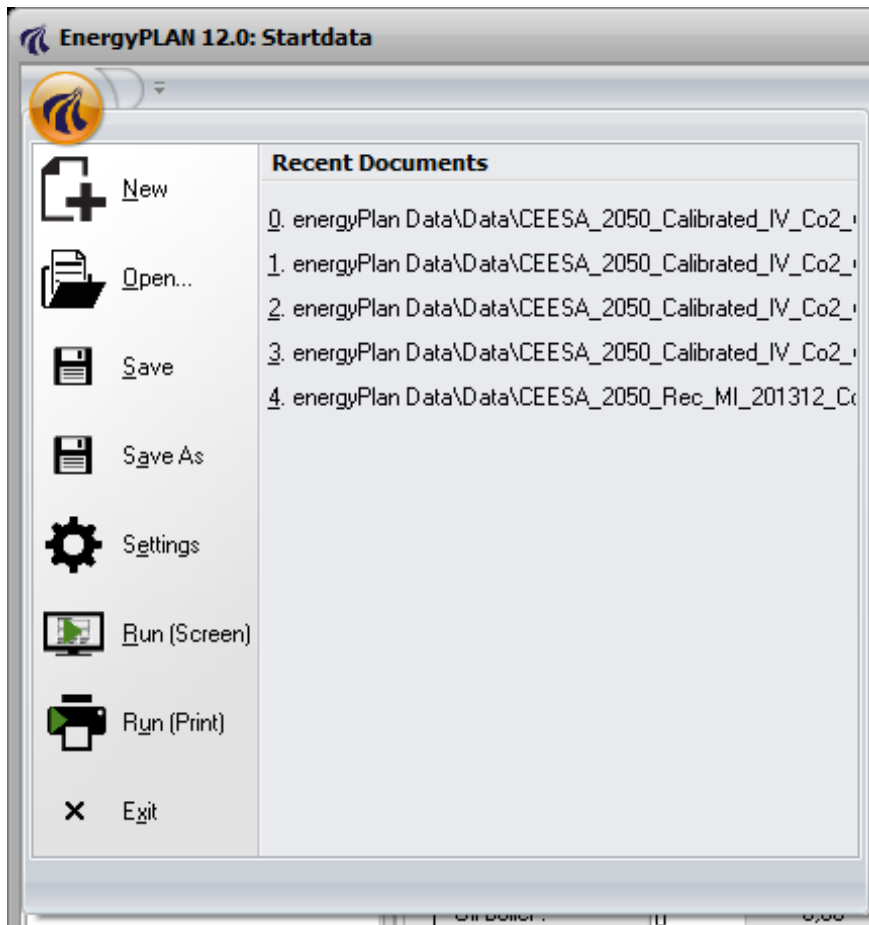 EnergyPLAN 12.0: Startdata
New
Open...
Save
Save As
Settings
Run (Screen)
Run (Print)
Exit
Recent Documents
0. energyPlan Data\Data\CEESA_2050_Calibrated_IV_Co2_
1. energyPlan Data\Data\CEESA_2050_Calibrated_IV_Co2_
2. energyPlan Data\Data\CEESA_2050_Calibrated_IV_Co2_
3. energyPlan Data\Data\CEESA_2050_Calibrated_IV_Co2_
4. energyPlan Data\Data\CEESA_2050_Rec_MI_201312_Co